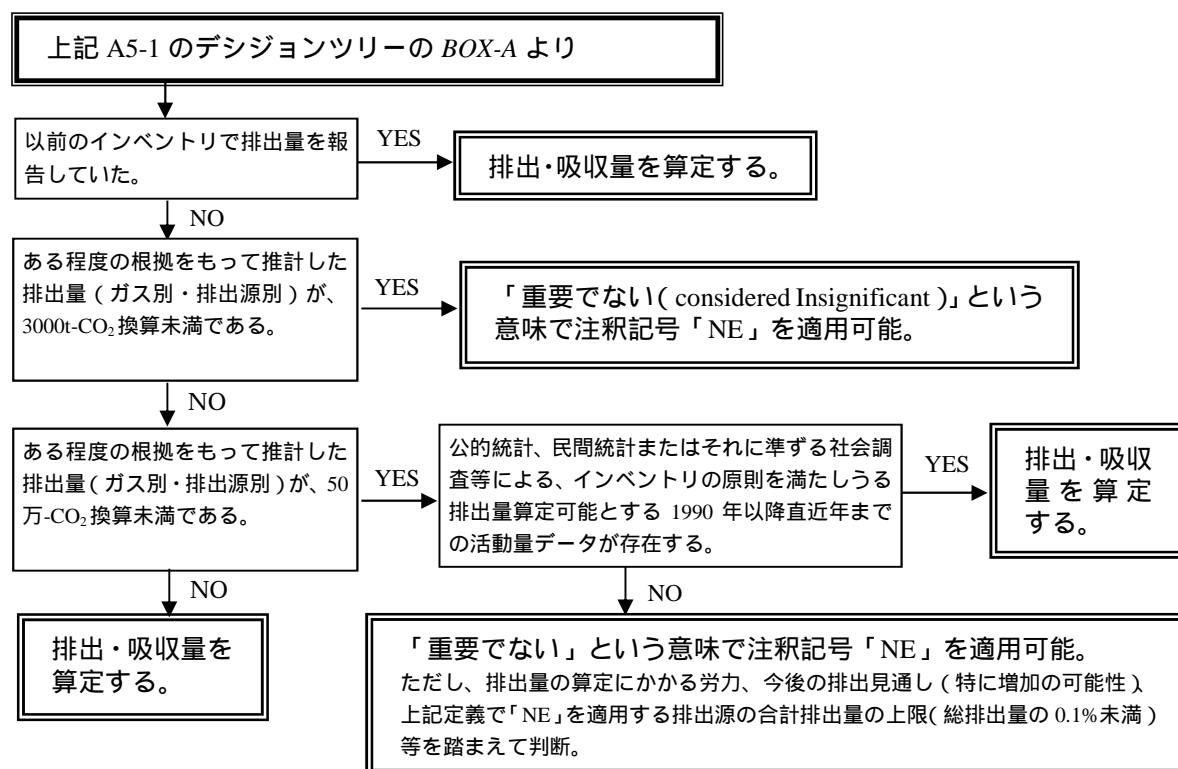 上記 A5-1 のデシジョンツリーの BOX-A より
以前のインベントリで排出量を報
告していた。
YES
排出・吸収量を算定する。
NO
ある程度の根拠をもって推計した
排出量(ガス別・排出源別)が、
3000t-CO₂換算未満である。
YES
「重要でない(considered Insignificant)」という
意味で注釈記号「NE」を適用可能。
NO
ある程度の根拠をもって推計した
排出量(ガス別・排出源別)が、50
万-CO₂換算未満である。
YES
公的統計、民間統計またはそれに準ずる社会調
査等による、インベントリの原則を満たしうる
排出量算定可能とする 1990 年以降直近年まで
の活動量データが存在する。
YES
排出・吸収
量を算定
する。
NO
排出・吸収量を
算定する。
NO
「重要でない」という意味で注釈記号「NE」を適用可能。
ただし、排出量の算定にかかる労力、今後の排出見通し(特に増加の可能性)、
上記定義で「NE」を適用する排出源の合計排出量の上限(総排出量の 0.1%未満)
等を踏まえて判断。